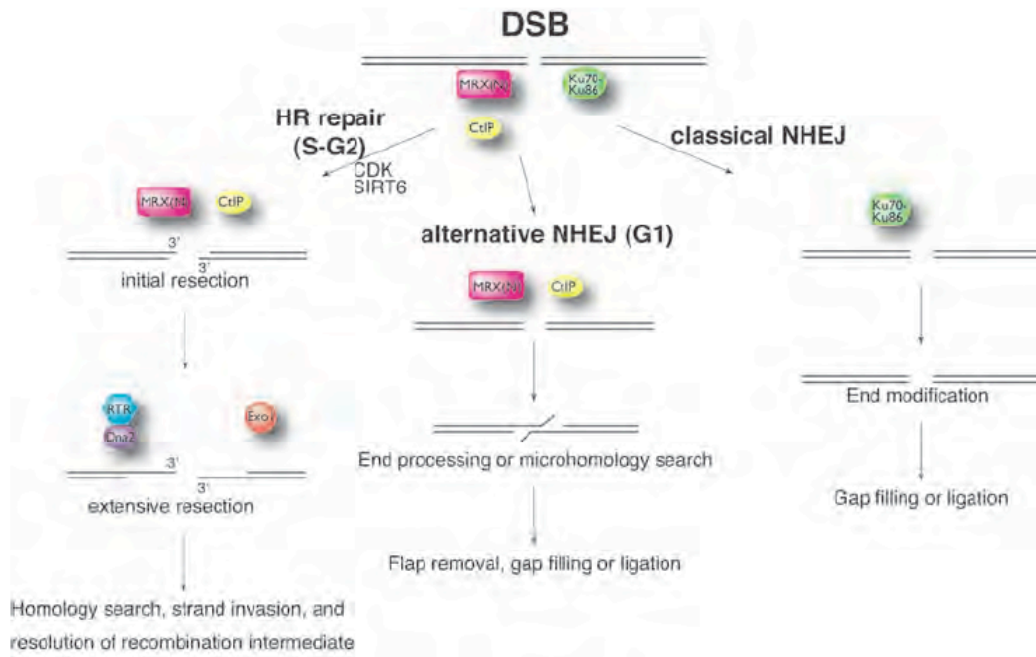 DSB
MRX(N)
Ku70-
Ku86
CtIP
HR repair
(S-G2)
CDK
SIRT6
classical NHEJ
MRX(N)
CtIP
3'
3'
initial resection
alternative NHEJ (G1)
MRX(N)
CtIP
Ku70-
Ku86
RTR
Dna2
Exo1
3'
3'
extensive resection
End processing or microhomology search
End modification
Flap removal, gap filling or ligation
Gap filling or ligation
Homology search, strand invasion, and
resolution of recombination intermediate